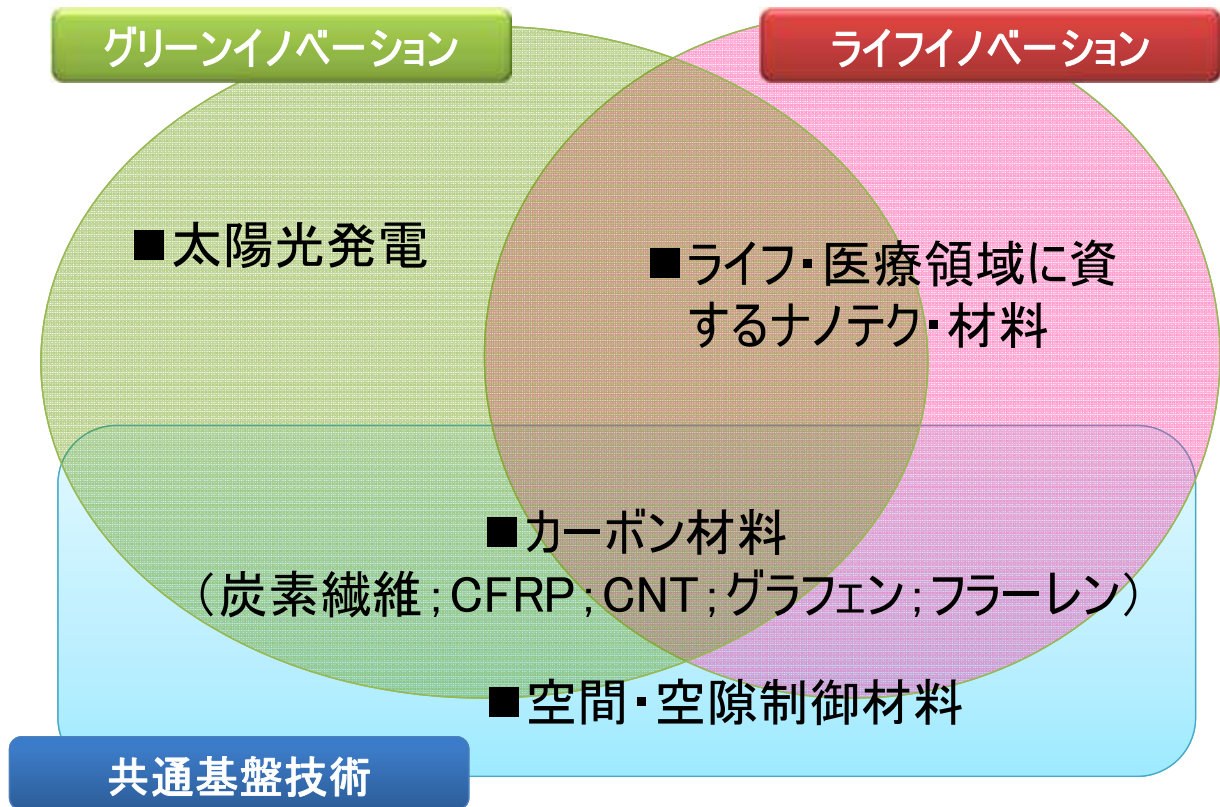 グリーンイノベーション
ライフイノベーション
■太陽光発電
■ライフ・医療領域に資
するナノテク・材料
■カーボン材料
（炭素繊維；CFRP；CNT；グラフェン；フラーレン）
■空間・空隙制御材料
共通基盤技術